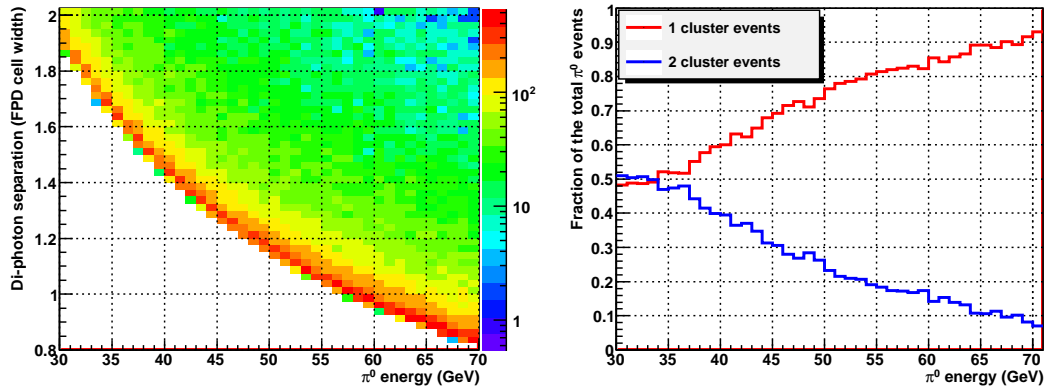 Di-photon separation (FPD cell width)
2
1.8
1.6
1.4
1.2
1
0.8
30 35 40 45 50 55 60 65 70
π⁰ energy (GeV)
10²
10
1
Fraction of the total π⁰ events
1
0.9
0.8
0.7
0.6
0.5
0.4
0.3
0.2
0.1
0
1 cluster events
2 cluster events
30 35 40 45 50 55 60 65 70
π⁰ energy (GeV)